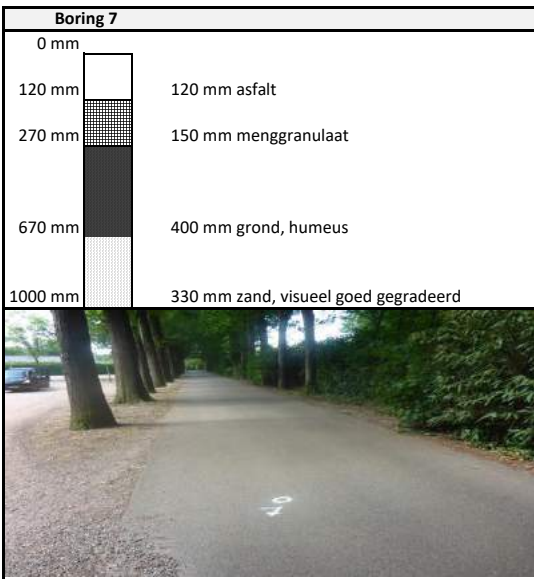 Boring 7
0 mm
120 mm 120 mm asfalt
270 mm 150 mm menggranulaat
670 mm 400 mm grond, humeus
1000 mm 330 mm zand, visueel goed gegradeerd